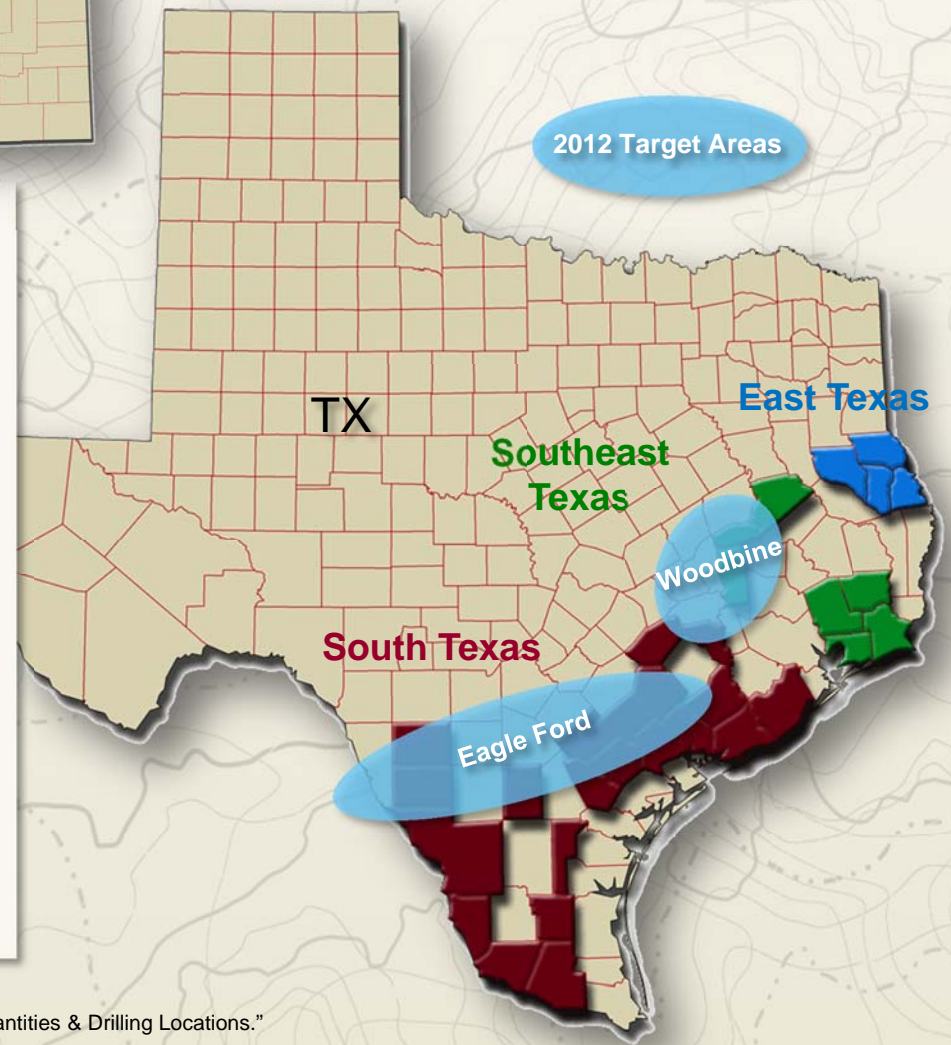 2012 Target Areas
East Texas
TX
Southeast
Texas
Woodbine
South Texas
Eagle Ford
antities & Drilling Locations.”